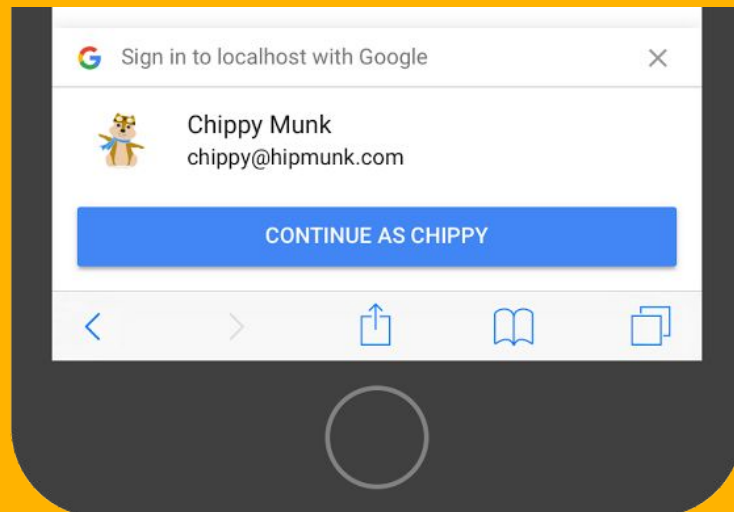 Sign in to localhost with Google
Chippy Munk
chippy@hipmunk.com
CONTINUE AS CHIPPY